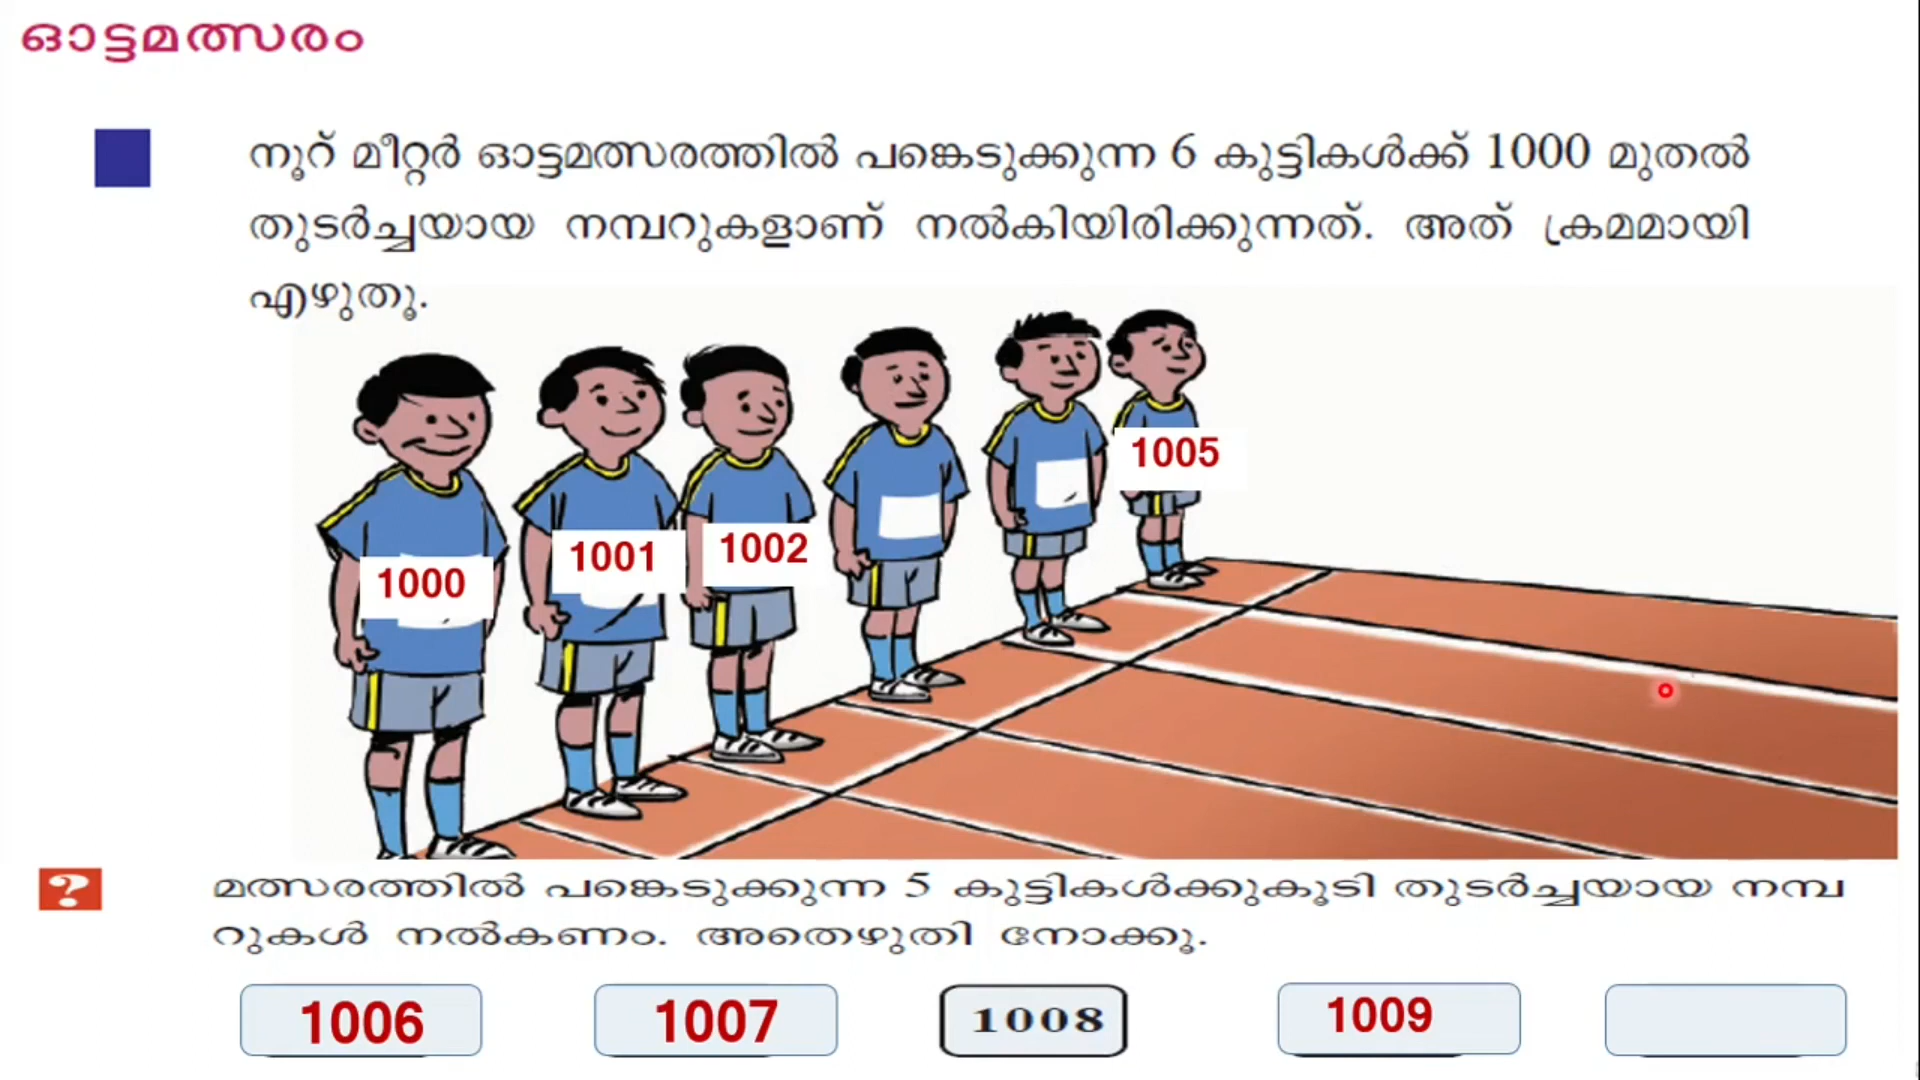 ഓട്ടമത്സരം
നൂറ് മീറ്റർ ഓട്ടമത്സരത്തിൽ പങ്കെടുക്കുന്ന 6 കുട്ടികൾക്ക് 1000 മുതൽ
തുടർച്ചയായ നമ്പറുകളാണ് നൽകിയിരിക്കുന്നത്. അത് ക്രമമായി
എഴുതൂ.
1000
1001
1002
1005
?
മത്സരത്തിൽ പങ്കെടുക്കുന്ന 5 കുട്ടികൾക്കുകൂടി തുടർച്ചയായ നമ്പ
റുകൾ നൽകണം. അതെഴുതി നോക്കൂ.
1006 1007 1008 1009